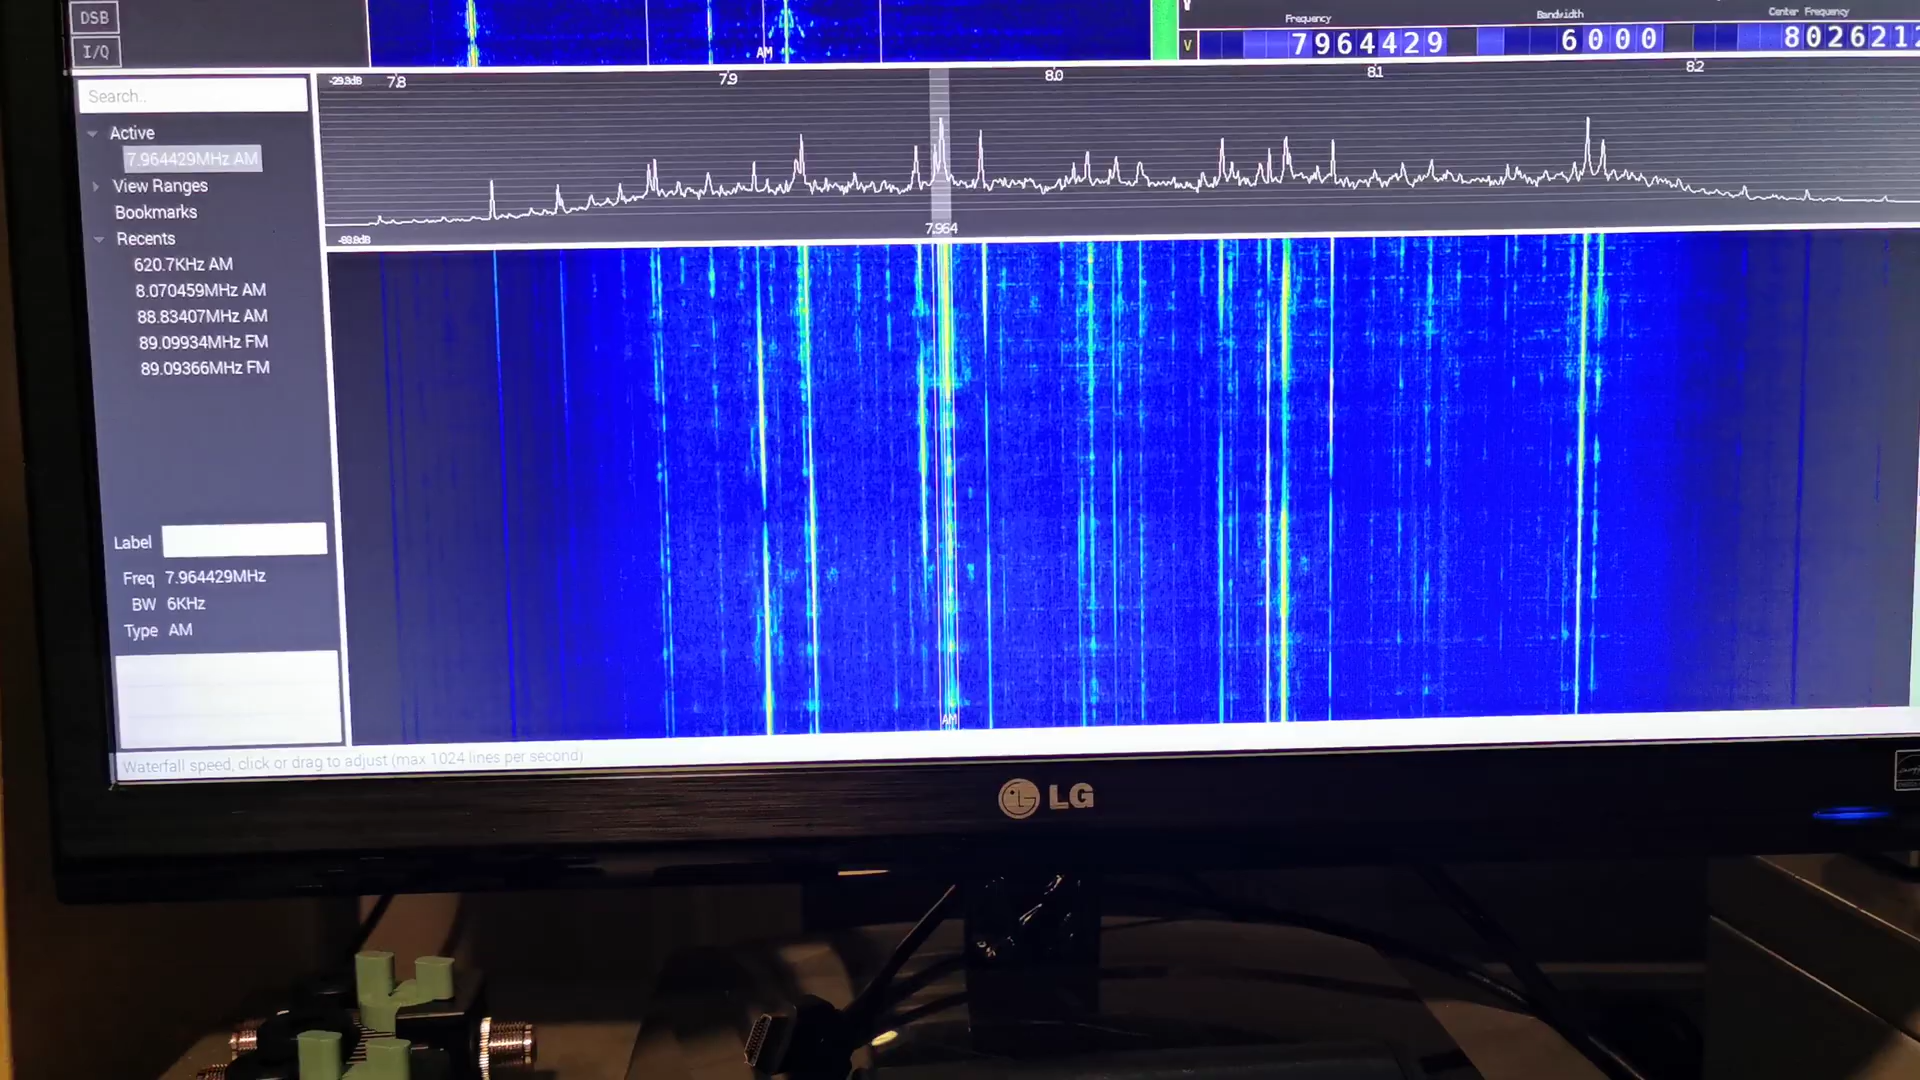 DSB
I/Q
AM
V
Frequency
7964429
Bandwidth
6000
Center Frequency
8026212
Search..
Active
7.964429MHz AM
View Ranges
Bookmarks
Recents
620.7KHz AM
8.070459MHz AM
88.83407MHz AM
89.09934MHz FM
89.09366MHz FM
Label
Freq 7.964429MHz
BW 6KHz
Type AM
7.8
7.9
8.0
8.1
8.2
7.964
AM
Waterfall speed, click or drag to adjust (max 1024 lines per second)
LG